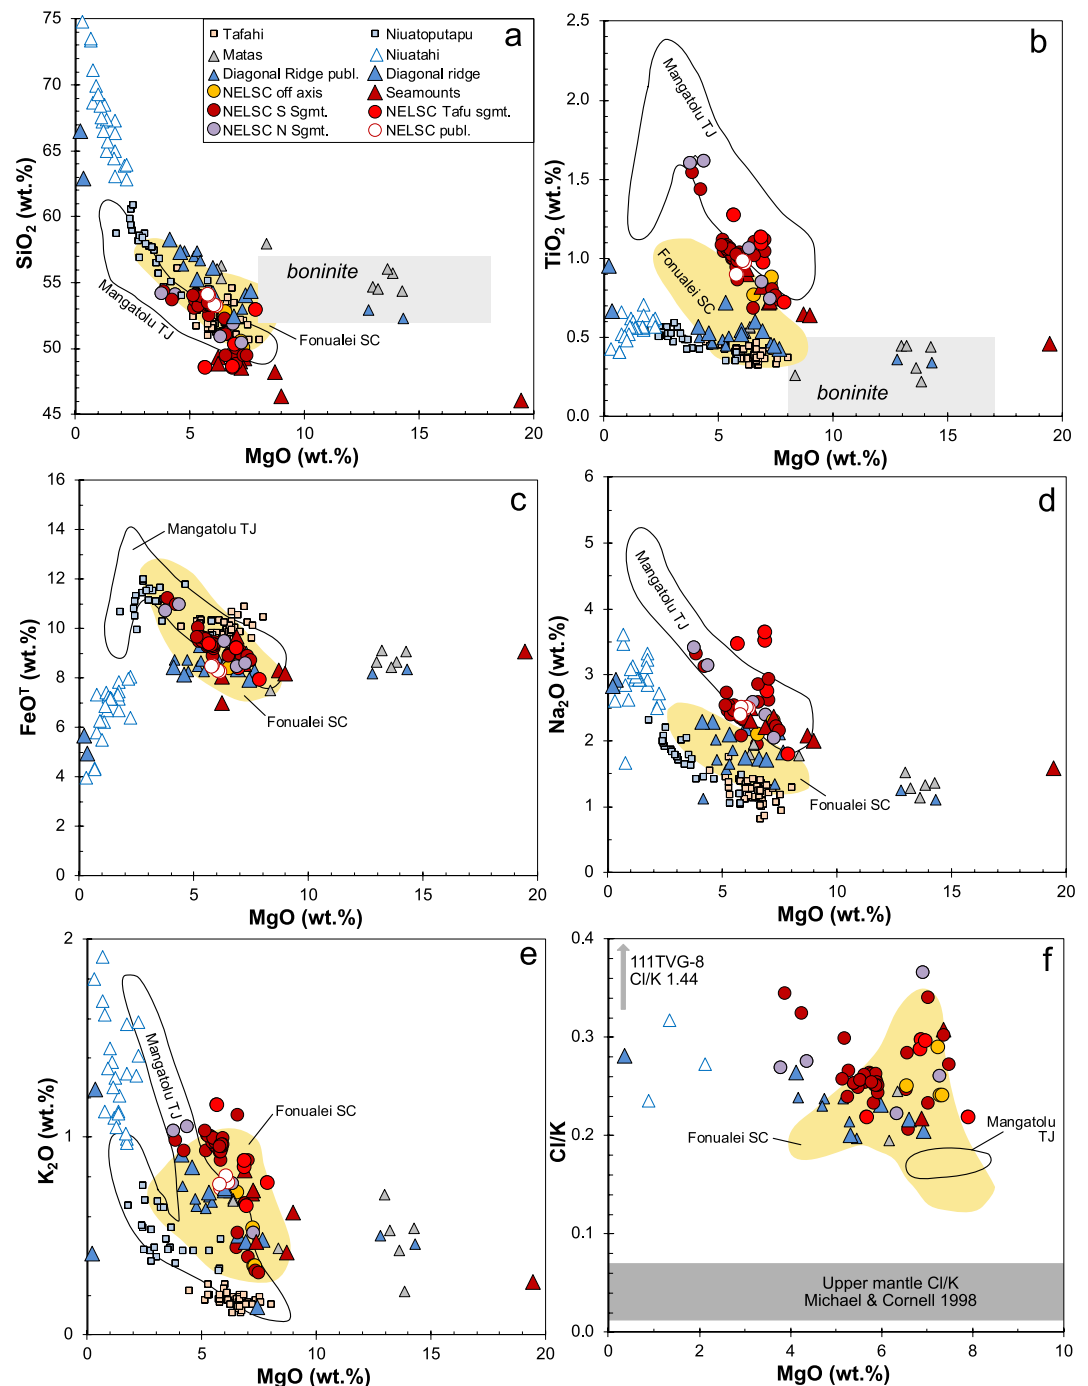 a
Tafahi
Niuatoputapu
Matas
Niuatahi
Diagonal Ridge publ.
Diagonal ridge
NELSC off axis
Seamounts
NELSC S Sgmt.
NELSC Tafu sgmt.
NELSC N Sgmt.
NELSC publ.
75
70
65
60
55
50
45
SiO2 (wt.%)
boninite
Mangatolu TJ
Fonualei SC
0
5
10
15
20
MgO (wt.%)
b
2.5
2.0
1.5
1.0
0.5
0.0
TiO2 (wt.%)
Mangatolu TJ
Fonualei SC
boninite
0
5
10
15
20
MgO (wt.%)
c
16
14
12
10
8
6
4
2
0
FeOT (wt.%)
Mangatolu TJ
Fonualei SC
0
5
10
15
20
MgO (wt.%)
d
6
5
4
3
2
1
0
Na2O (wt.%)
Mangatolu TJ
Fonualei SC
0
5
10
15
20
MgO (wt.%)
e
2
1
0
K2O (wt.%)
Mangatolu TJ
Fonualei SC
0
5
10
15
20
MgO (wt.%)
f
0.4
0.3
0.2
0.1
0.0
Cl/K
111TVG-8
Cl/K 1.44
Fonualei SC
Mangatolu
TJ
Upper mantle Cl/K
Michael & Cornell 1998
0
2
4
6
8
10
MgO (wt.%)